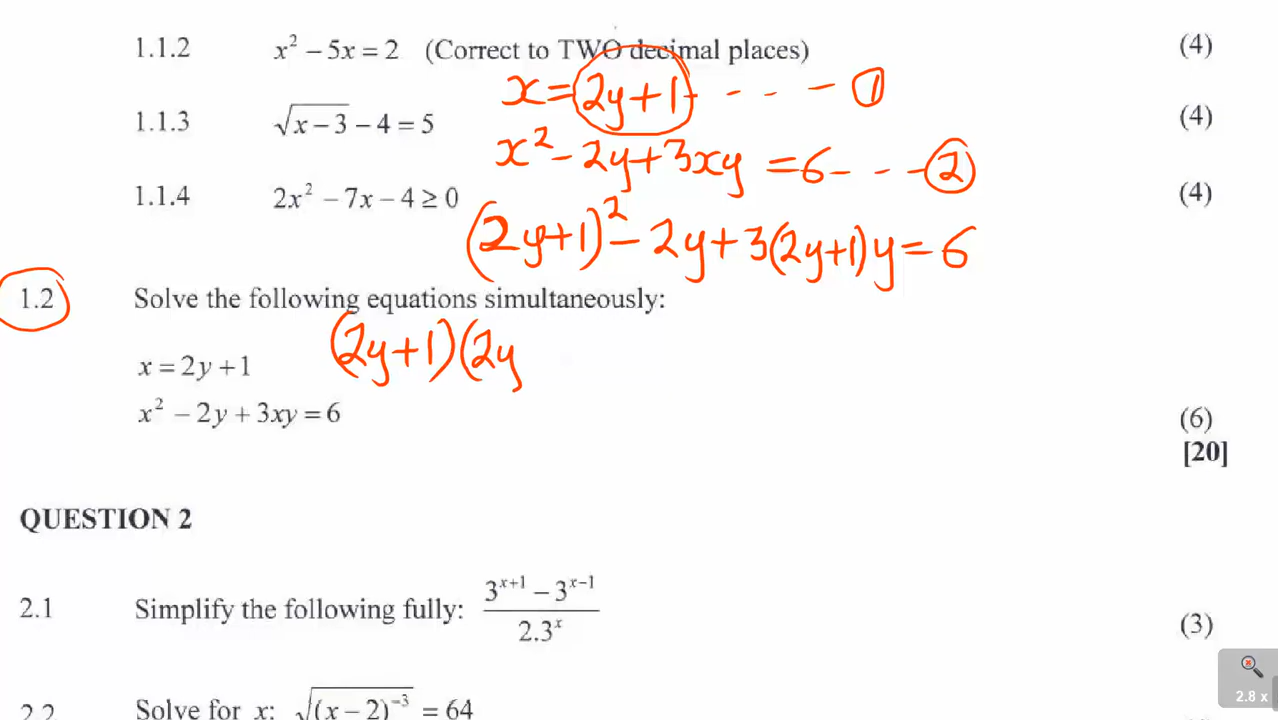 1.1.2 x² − 5x = 2 (Correct to TWO decimal places) (4)
x = 2y + 1 - - - - ①
1.1.3 √(x − 3) − 4 = 5 (4)
x² − 2y + 3xy = 6 - - - ②
1.1.4 2x² − 7x − 4 ≥ 0 (4)
(2y+1)² − 2y + 3(2y+1)y = 6
1.2 Solve the following equations simultaneously:
(2y+1)(2y
x = 2y + 1
x² − 2y + 3xy = 6 (6)
[20]
QUESTION 2
2.1 Simplify the following fully: (3ˣ⁺¹ − 3ˣ⁻¹)/(2.3ˣ) (3)
2.2 Solve for x: √((x − 2)⁻³) = 64
2.8 x